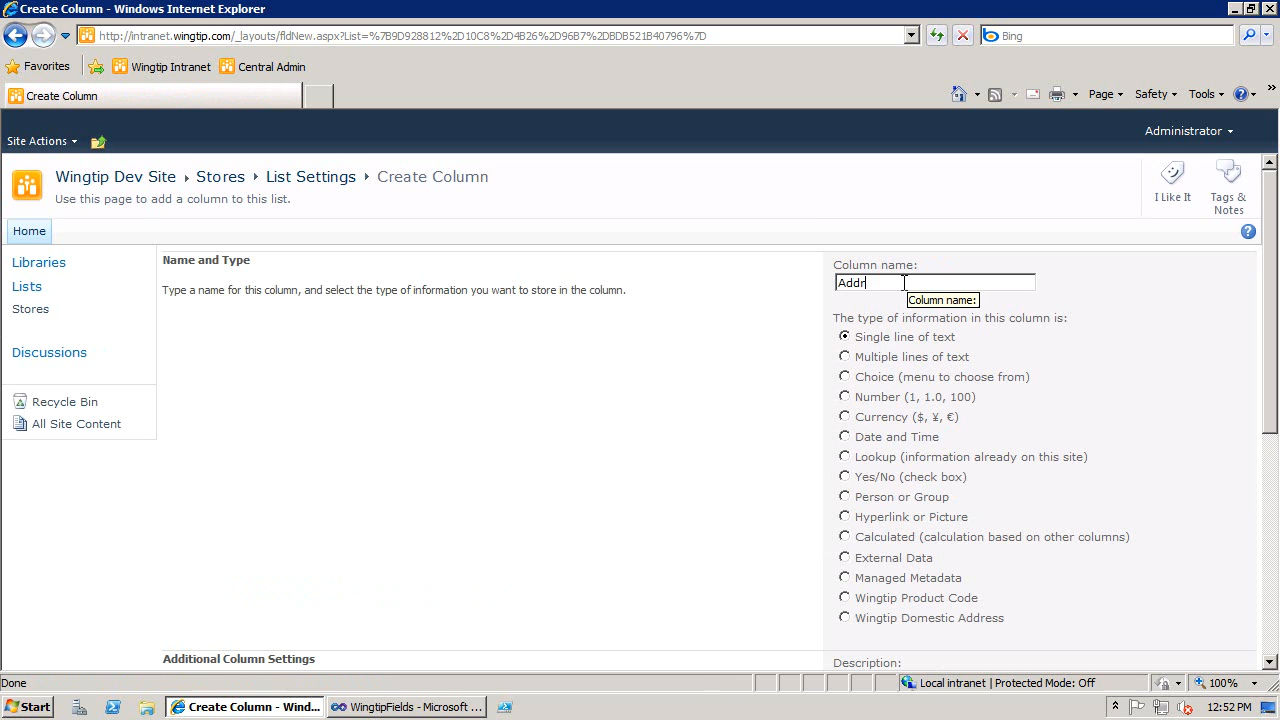 Create Column - Windows Internet Explorer
http://intranet.wingtip.com/_layouts/fldNew.aspx?List=%7B9D928812%2D10C8%2D4B26%2D96B7%2DBDB521B40796%7D
Bing
Favorites
Wingtip Intranet
Central Admin
Create Column
Page
Safety
Tools
Administrator
Site Actions
Wingtip Dev Site
Stores
List Settings
Create Column
Use this page to add a column to this list.
I Like It
Tags &
Notes
Home
Libraries
Lists
Stores
Discussions
Recycle Bin
All Site Content
Name and Type
Type a name for this column, and select the type of information you want to store in the column.
Column name:
Addr
Column name:
The type of information in this column is:
Single line of text
Multiple lines of text
Choice (menu to choose from)
Number (1, 1.0, 100)
Currency ($, ¥, €)
Date and Time
Lookup (information already on this site)
Yes/No (check box)
Person or Group
Hyperlink or Picture
Calculated (calculation based on other columns)
External Data
Managed Metadata
Wingtip Product Code
Wingtip Domestic Address
Additional Column Settings
Description:
Done
Local intranet | Protected Mode: Off
100%
Start
Create Column - Wind...
WingtipFields - Microsoft ...
12:52 PM